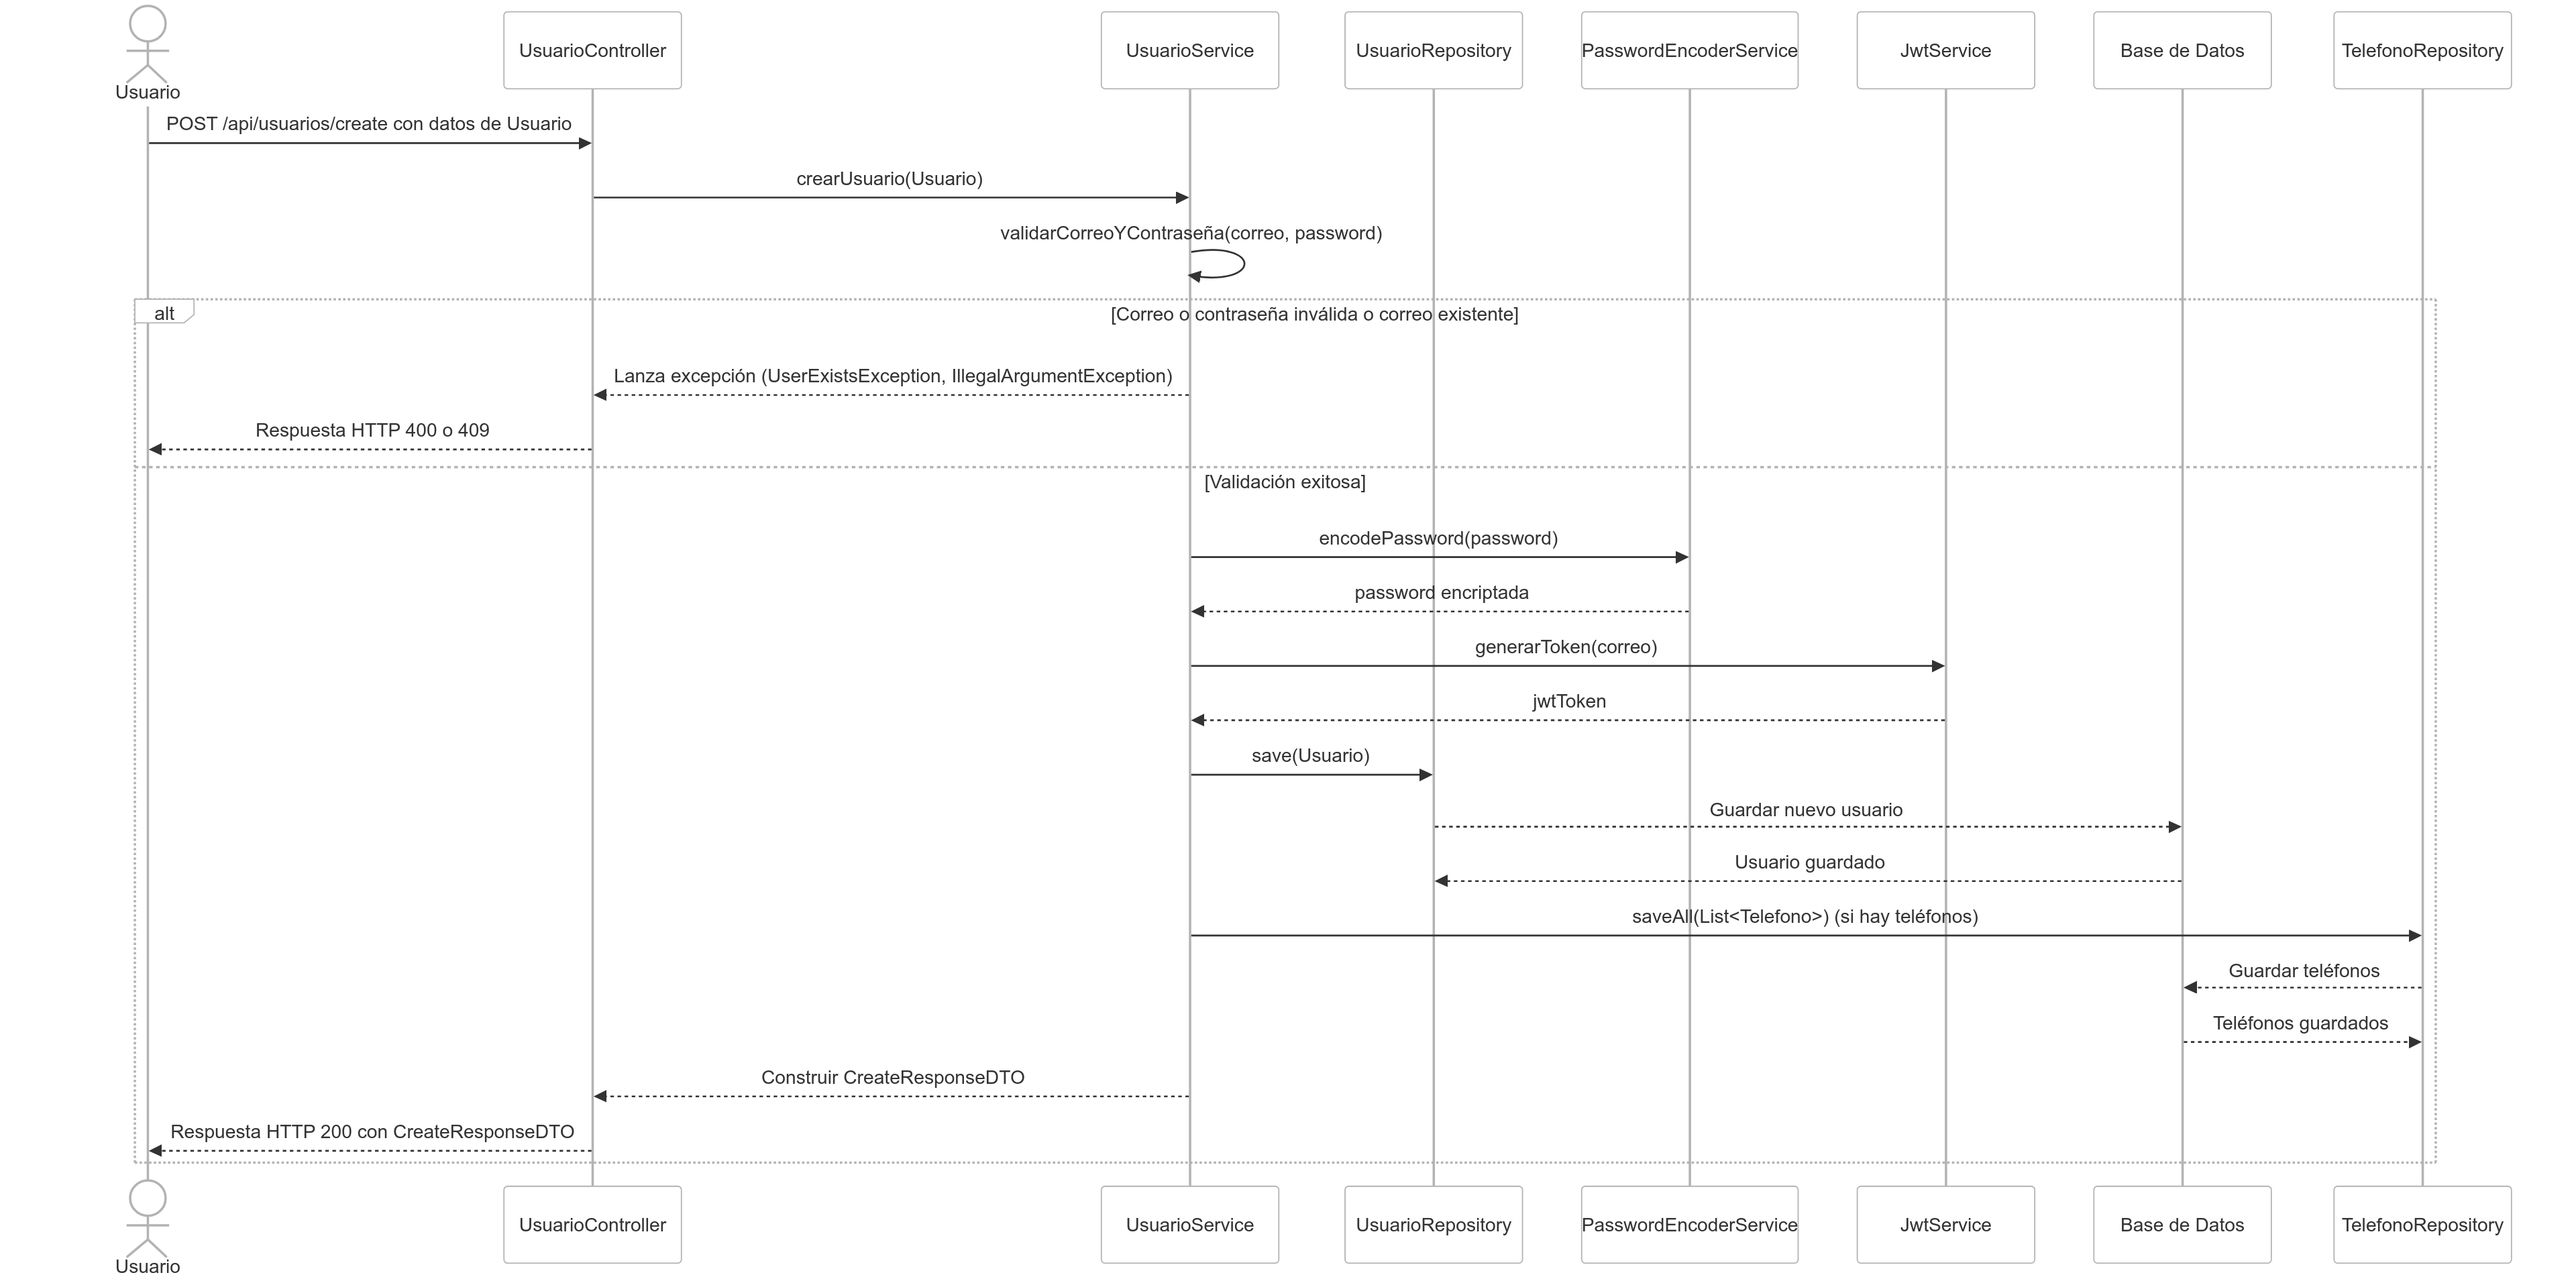 Usuario
UsuarioController
UsuarioService
UsuarioRepository
PasswordEncoderService
JwtService
Base de Datos
TelefonoRepository
POST /api/usuarios/create con datos de Usuario
crearUsuario(Usuario)
validarCorreoYContraseña(correo, password)
alt
[Correo o contraseña inválida o correo existente]
Lanza excepción (UserExistsException, IllegalArgumentException)
Respuesta HTTP 400 o 409
[Validación exitosa]
encodePassword(password)
password encriptada
generarToken(correo)
jwtToken
save(Usuario)
Guardar nuevo usuario
Usuario guardado
saveAll(List<Telefono>) (si hay teléfonos)
Guardar teléfonos
Teléfonos guardados
Construir CreateResponseDTO
Respuesta HTTP 200 con CreateResponseDTO
Usuario
UsuarioController
UsuarioService
UsuarioRepository
PasswordEncoderService
JwtService
Base de Datos
TelefonoRepository